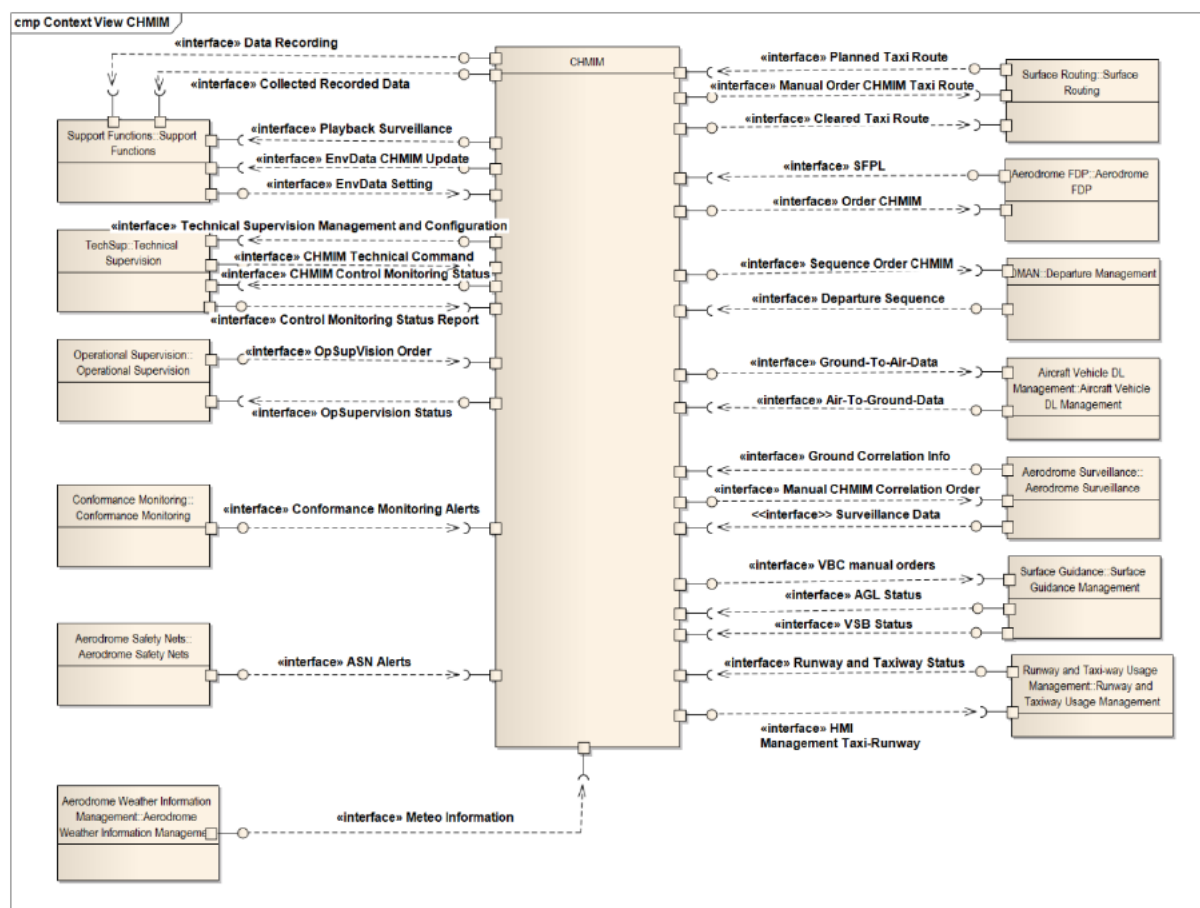 cmp Context View CHMIM
«interface» Data Recording
«interface» Collected Recorded Data
Support Functions::Support
Functions
«interface» Playback Surveillance
«interface» EnvData CHMIM Update
«interface» EnvData Setting
«interface» Technical Supervision Management and Configuration
TechSup::Technical
Supervision
«interface» CHMIM Technical Command
«interface» CHMIM Control Monitoring Status
«interface» Control Monitoring Status Report
Operational Supervision::
Operational Supervision
«interface» OpSupVision Order
«interface» OpSupervision Status
Conformance Monitoring::
Conformance Monitoring
«interface» Conformance Monitoring Alerts
Aerodrome Safety Nets::
Aerodrome Safety Nets
«interface» ASN Alerts
Aerodrome Weather Information
Management::Aerodrome
Weather Information Management
«interface» Meteo Information
CHMIM
«interface» Planned Taxi Route
«interface» Manual Order CHMIM Taxi Route
«interface» Cleared Taxi Route
Surface Routing::Surface
Routing
«interface» SFPL
«interface» Order CHMIM
Aerodrome FDP::Aerodrome
FDP
«interface» Sequence Order CHMIM
«interface» Departure Sequence
DMAN::Departure Management
«interface» Ground-To-Air-Data
«interface» Air-To-Ground-Data
Aircraft Vehicle DL
Management::Aircraft Vehicle
DL Management
«interface» Ground Correlation Info
«interface» Manual CHMIM Correlation Order
<<interface>> Surveillance Data
Aerodrome Surveillance::
Aerodrome Surveillance
«interface» VBC manual orders
«interface» AGL Status
«interface» VSB Status
Surface Guidance::Surface
Guidance Management
«interface» Runway and Taxiway Status
«interface» HMI
Management Taxi-Runway
Runway and Taxi-way Usage
Management::Runway and
Taxiway Usage Management